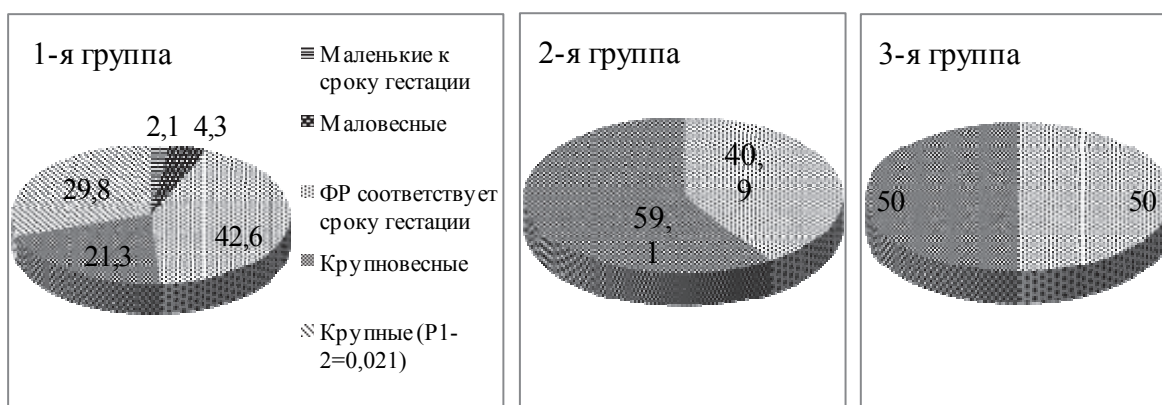 1-я группа
2,1
4,3
29,8
42,6
21,3
Маленькие к
сроку гестации
Маловесные
ФР соответствует
сроку гестации
Крупновесные
Крупные (Р1-
2=0,021)
2-я группа
40,
9
59,
1
3-я группа
50
50